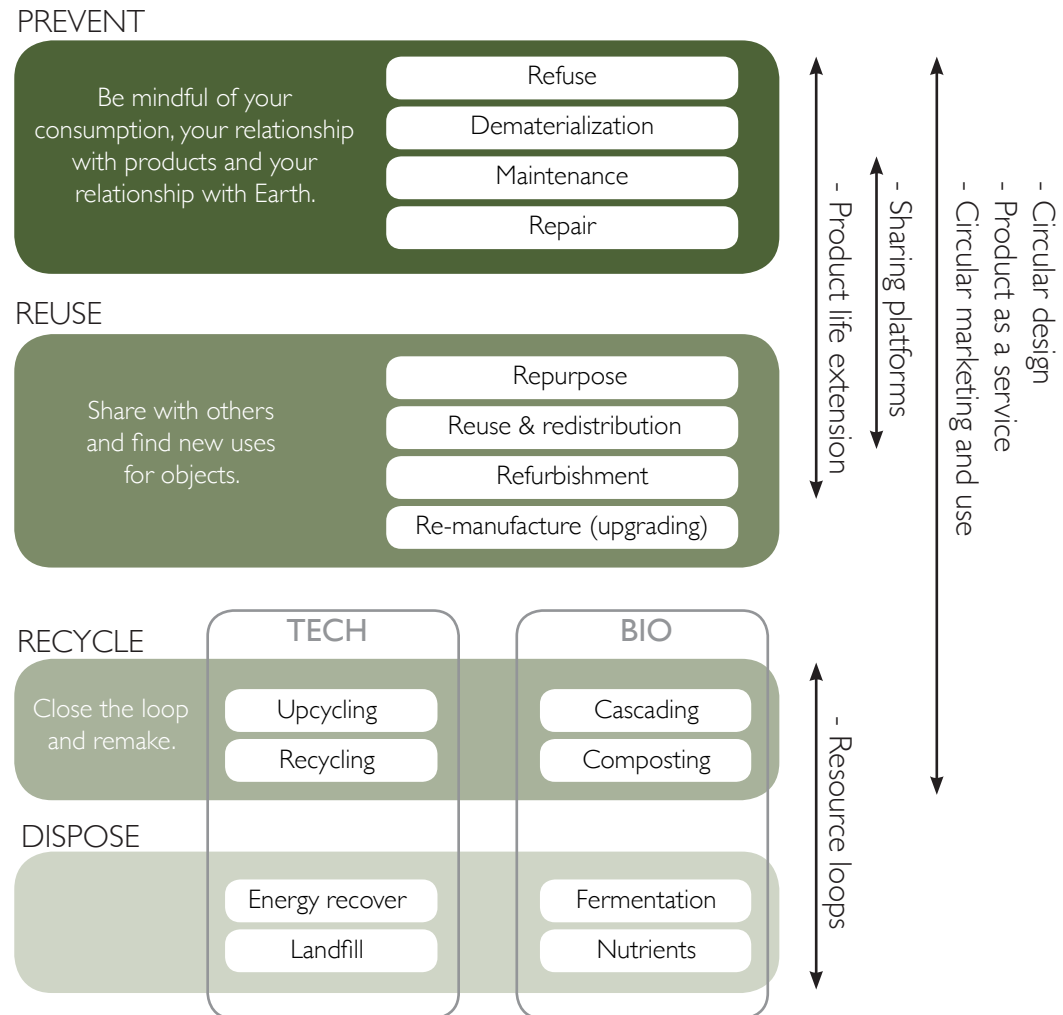 PREVENT
Be mindful of your
consumption, your relationship
with products and your
relationship with Earth.
Refuse
Dematerialization
Maintenance
Repair
REUSE
Share with others
and find new uses
for objects.
Repurpose
Reuse & redistribution
Refurbishment
Re-manufacture (upgrading)
- Product life extension
- Sharing platforms
- Circular design
- Product as a service
- Circular marketing and use
TECH
BIO
RECYCLE
Close the loop
and remake.
Upcycling
Recycling
Cascading
Composting
DISPOSE
Energy recover
Landfill
Fermentation
Nutrients
- Resource loops